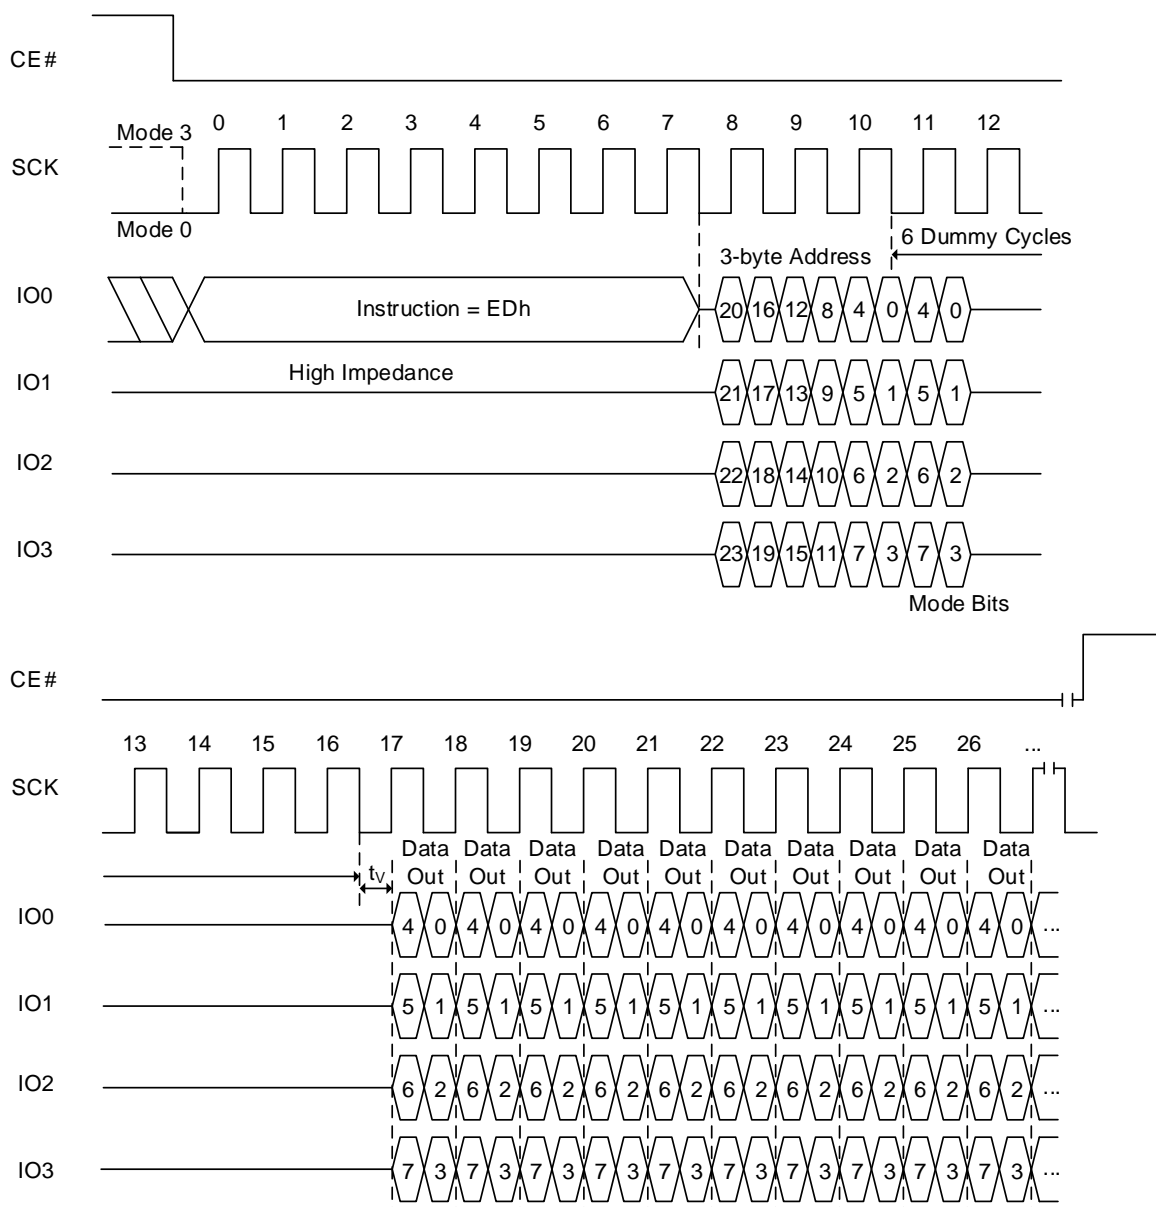 CE#
Mode 3 0 1 2 3 4 5 6 7 8 9 10 11 12
SCK
Mode 0
6 Dummy Cycles
3-byte Address
IO0 Instruction = EDh 20 16 12 8 4 0 4 0
High Impedance
IO1 21 17 13 9 5 1 5 1
IO2 22 18 14 10 6 2 6 2
IO3 23 19 15 11 7 3 7 3
Mode Bits
CE#
13 14 15 16 17 18 19 20 21 22 23 24 25 26 ...
SCK
Data Data Data Data Data Data Data Data Data Data
tV Out Out Out Out Out Out Out Out Out Out
IO0 4 0 4 0 4 0 4 0 4 0 4 0 4 0 4 0 4 0 4 0 ...
IO1 5 1 5 1 5 1 5 1 5 1 5 1 5 1 5 1 5 1 5 1 ...
IO2 6 2 6 2 6 2 6 2 6 2 6 2 6 2 6 2 6 2 6 2 ...
IO3 7 3 7 3 7 3 7 3 7 3 7 3 7 3 7 3 7 3 7 3 ...